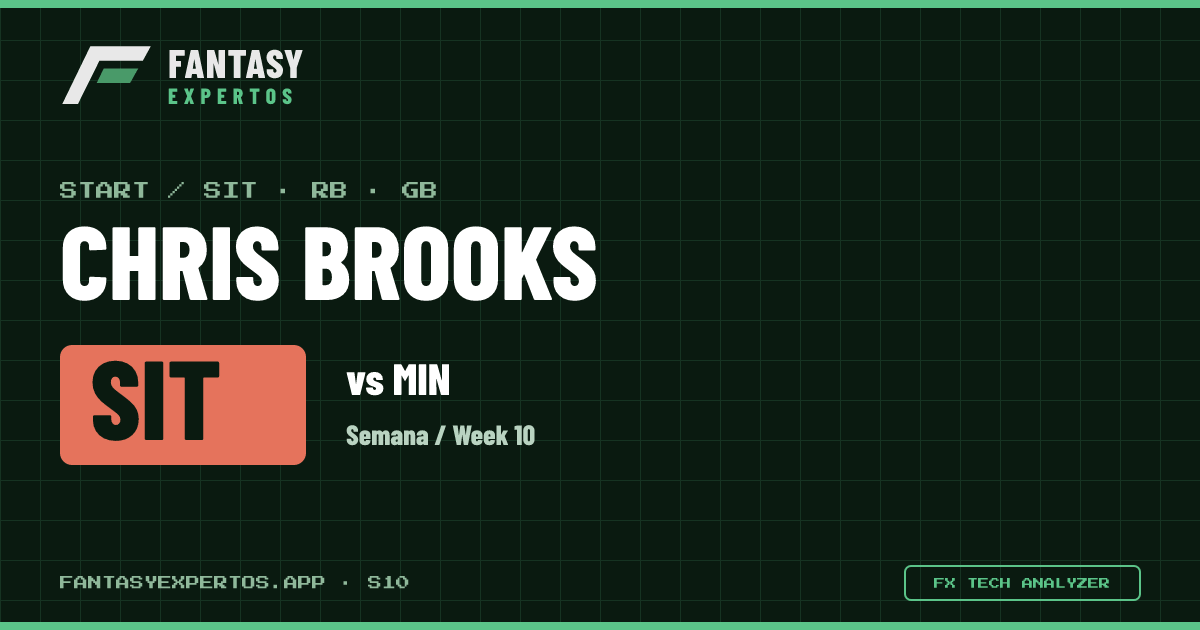 FANTASY
EXPERTOS
START / SIT · RB · GB
CHRIS BROOKS
SIT
vs MIN
Semana / Week 10
FANTASYEXPERTOS.APP · S10
FX TECH ANALYZER